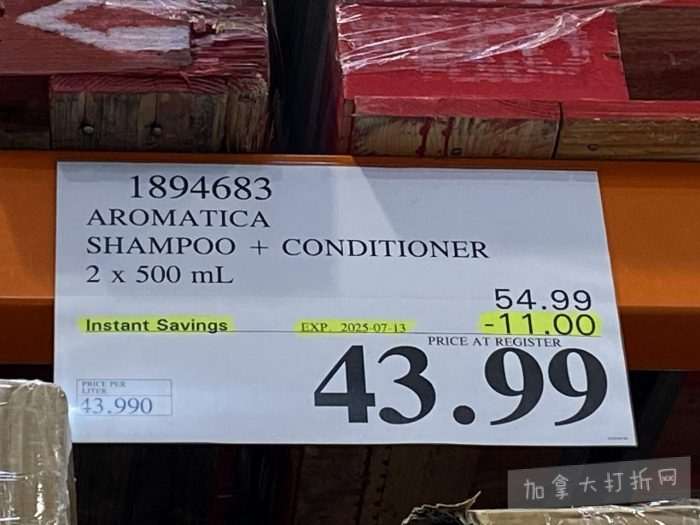 1894683
AROMATICA
SHAMPOO + CONDITIONER
2 x 500 mL
54.99
Instant Savings EXP. 2025-07-13 -11.00
PRICE AT REGISTER
43.99
PRICE PER
LITER
43.990
加拿大打折网